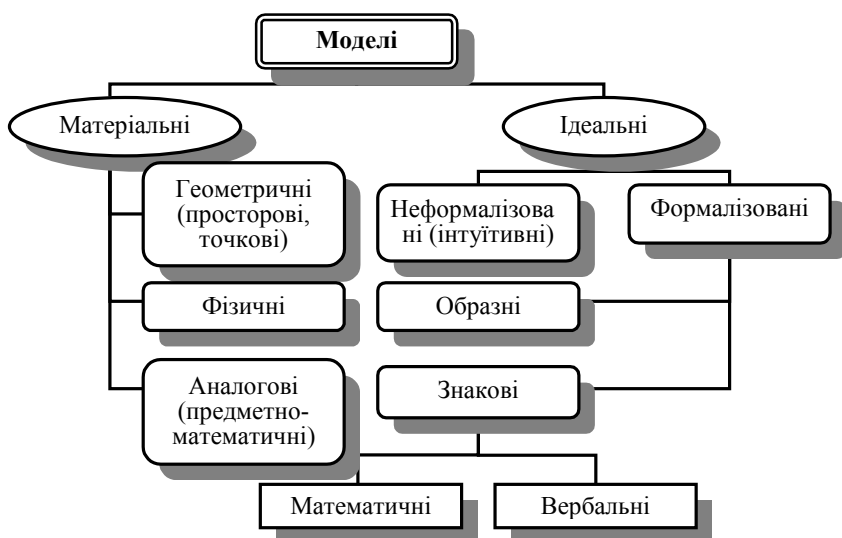 Моделі
Матеріальні
Ідеальні
Геометричні
(просторові,
точкові)
Неформалізова
ні (інтуїтивні)
Формалізовані
Фізичні
Образні
Аналогові
(предметно-
математичні)
Знакові
Математичні
Вербальні